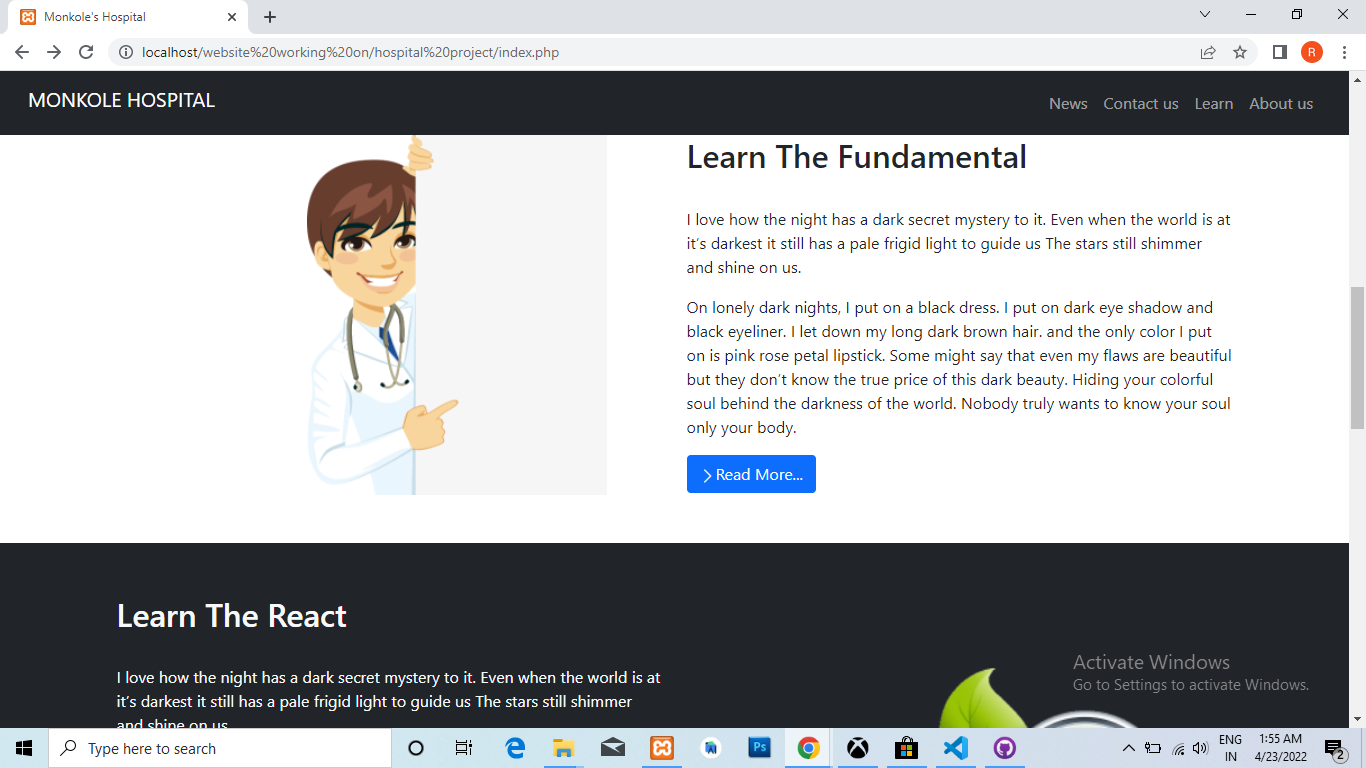 Monkole's Hospital
localhost/website%20working%20on/hospital%20project/index.php
R
MONKOLE HOSPITAL
News Contact us Learn About us
Learn The Fundamental
I love how the night has a dark secret mystery to it. Even when the world is at
it's darkest it still has a pale frigid light to guide us The stars still shimmer
and shine on us.
On lonely dark nights, I put on a black dress. I put on dark eye shadow and
black eyeliner. I let down my long dark brown hair. and the only color I put
on is pink rose petal lipstick. Some might say that even my flaws are beautiful
but they don't know the true price of this dark beauty. Hiding your colorful
soul behind the darkness of the world. Nobody truly wants to know your soul
only your body.
Read More...
Learn The React
I love how the night has a dark secret mystery to it. Even when the world is at
it's darkest it still has a pale frigid light to guide us The stars still shimmer
and shine on us.
Activate Windows
Go to Settings to activate Windows.
Type here to search
Ps
ENG
IN
1:55 AM
4/23/2022
2